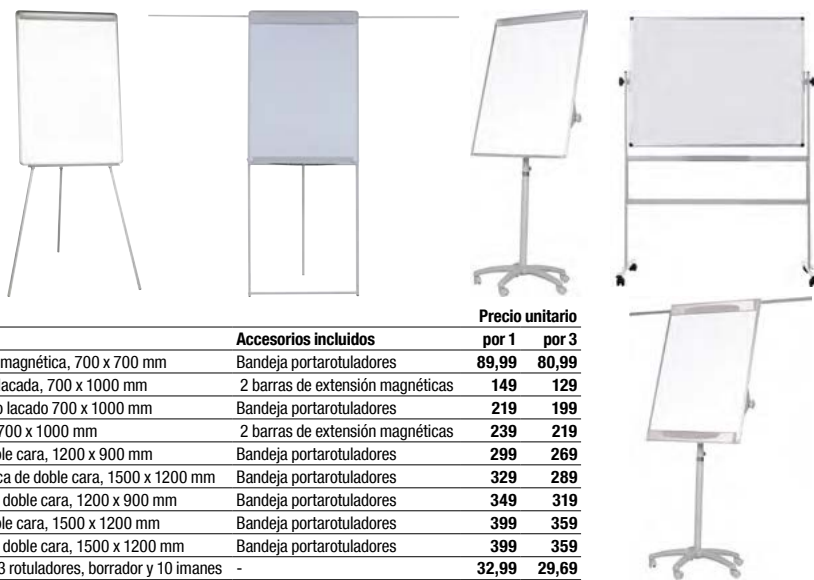 Precio unitario
Accesorios incluidos por 1 por 3
magnética, 700 x 700 mm Bandeja portarotuladores 89,99 80,99
lacada, 700 x 1000 mm 2 barras de extensión magnéticas 149 129
lacado 700 x 1000 mm Bandeja portarotuladores 219 199
700 x 1000 mm 2 barras de extensión magnéticas 239 219
cara, 1200 x 900 mm Bandeja portarotuladores 299 269
de doble cara, 1500 x 1200 mm Bandeja portarotuladores 329 289
doble cara, 1200 x 900 mm Bandeja portarotuladores 349 319
cara, 1500 x 1200 mm Bandeja portarotuladores 399 359
doble cara, 1500 x 1200 mm Bandeja portarotuladores 399 359
3 rotuladores, borrador y 10 imanes - 32,99 29,69